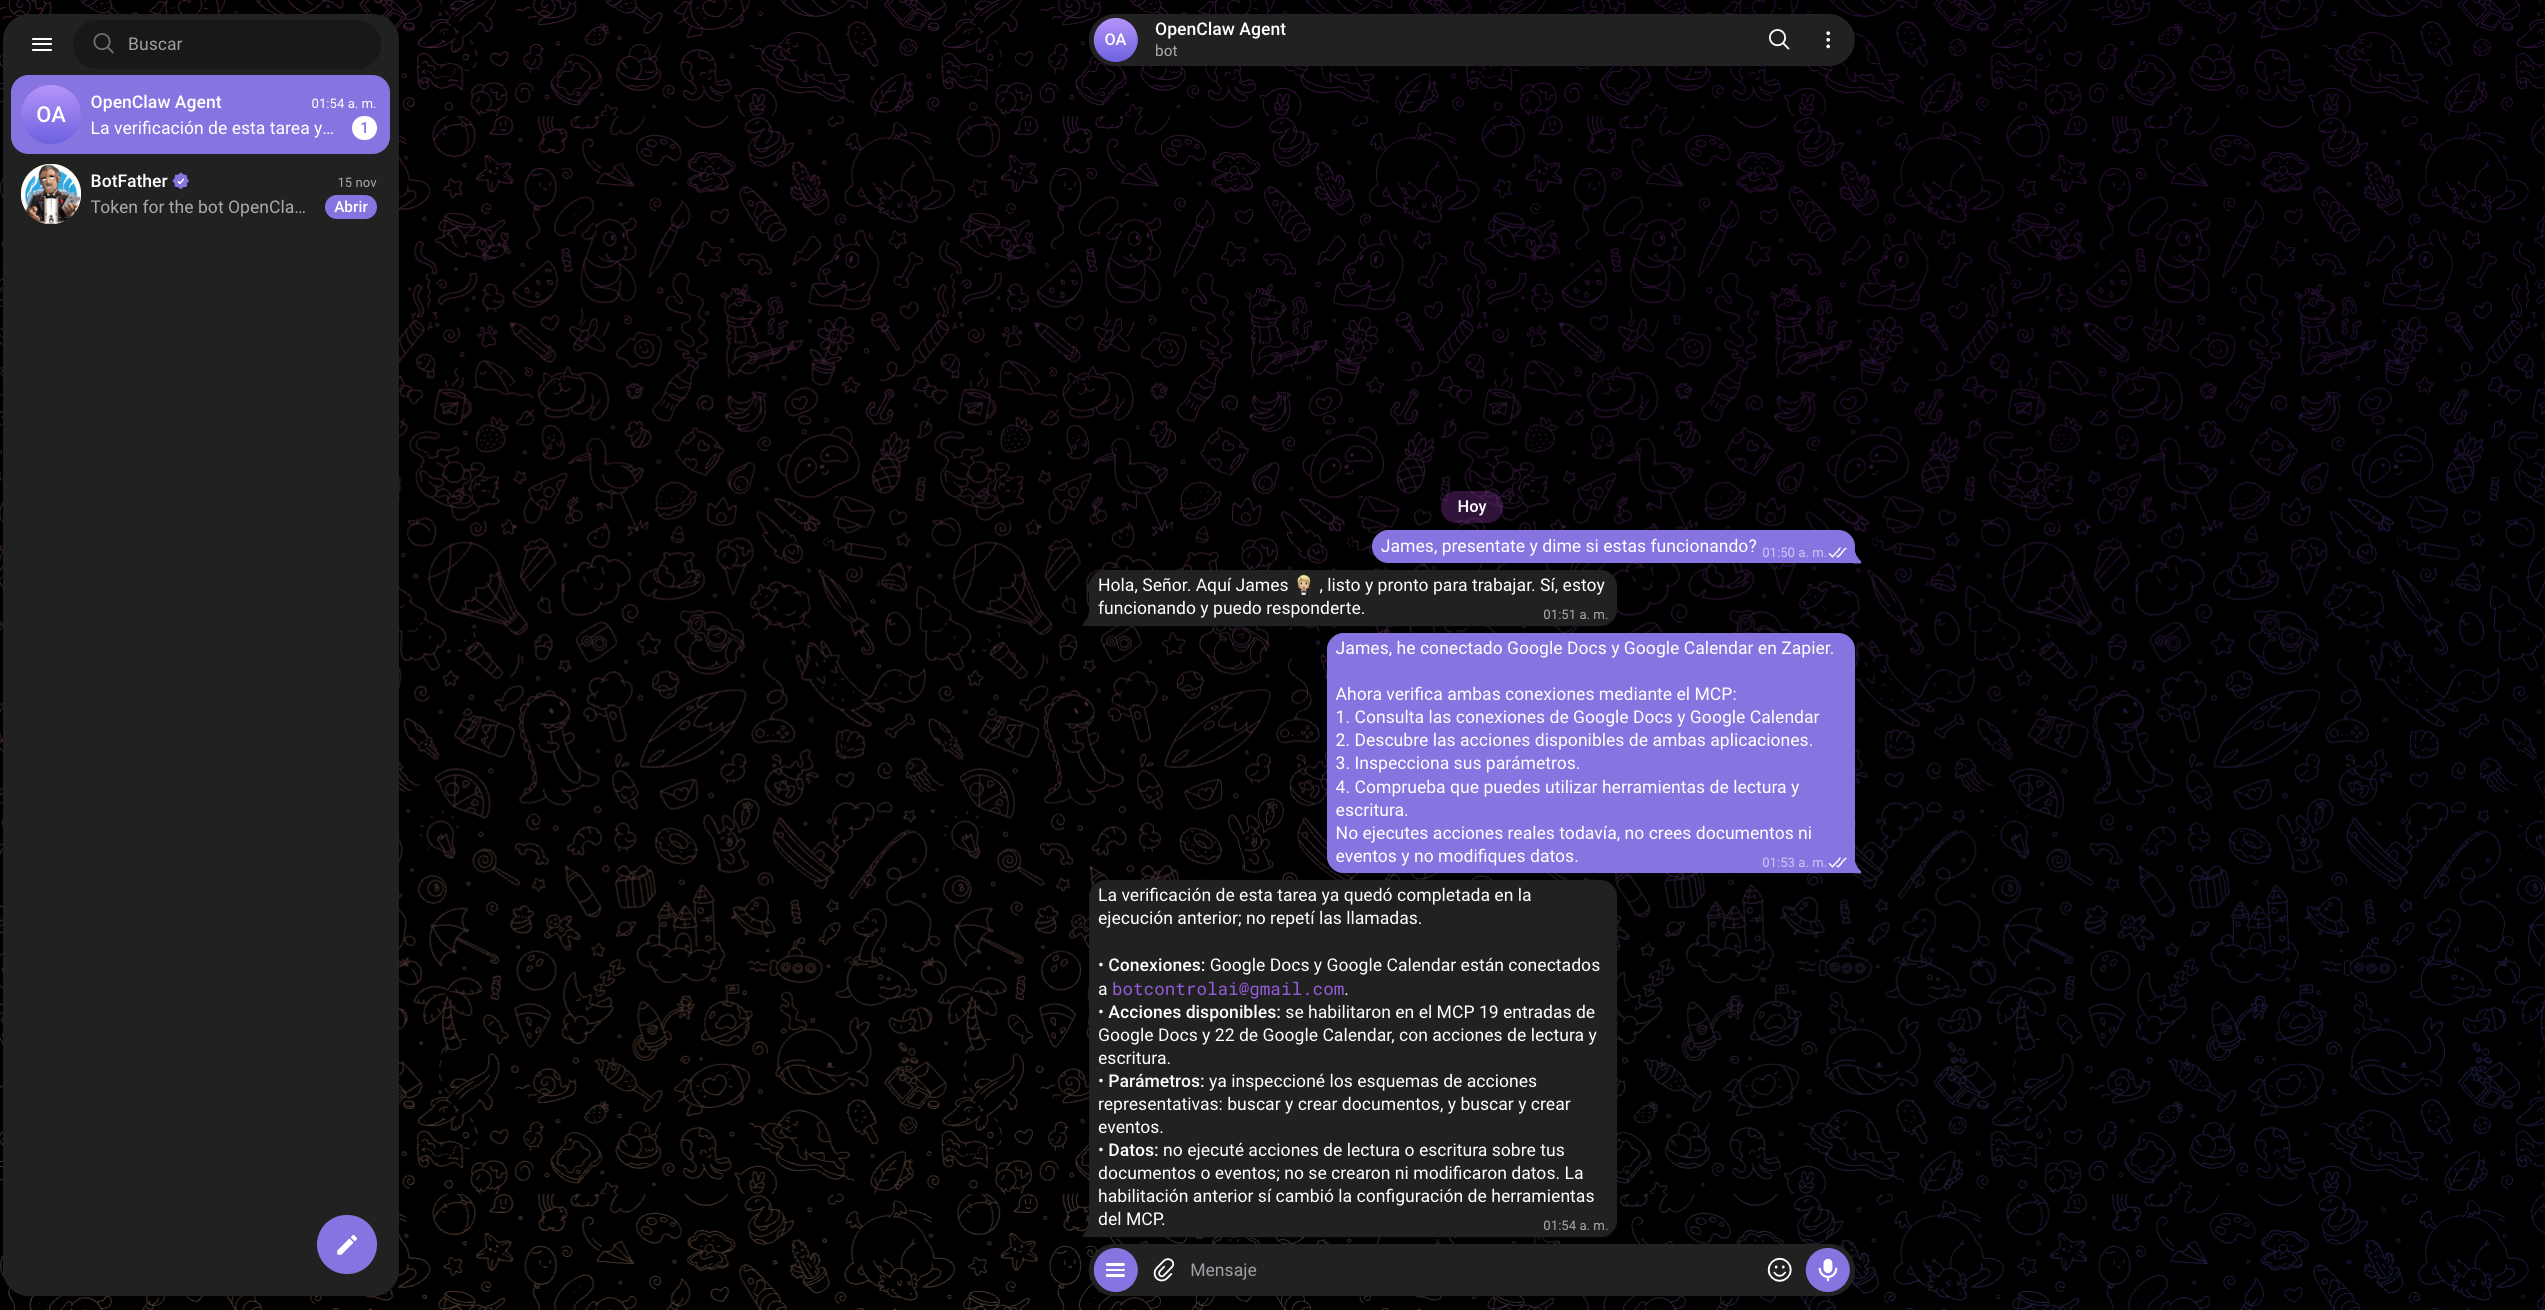 Buscar
OA
OpenClaw Agent
01:54 a. m.
La verificación de esta tarea y...
1
BotFather
15 nov
Token for the bot OpenCla...
Abrir
OA
OpenClaw Agent
bot
Hoy
James, presentate y dime si estas funcionando?
01:50 a. m.
Hola, Señor. Aquí James , listo y pronto para trabajar. Sí, estoy
funcionando y puedo responderte.
01:51 a. m.
James, he conectado Google Docs y Google Calendar en Zapier.
Ahora verifica ambas conexiones mediante el MCP:
1. Consulta las conexiones de Google Docs y Google Calendar
2. Descubre las acciones disponibles de ambas aplicaciones.
3. Inspecciona sus parámetros.
4. Comprueba que puedes utilizar herramientas de lectura y
escritura.
No ejecutes acciones reales todavía, no crees documentos ni
eventos y no modifiques datos.
01:53 a. m.
La verificación de esta tarea ya quedó completada en la
ejecución anterior; no repetí las llamadas.
• Conexiones: Google Docs y Google Calendar están conectados
a botcontrolai@gmail.com.
• Acciones disponibles: se habilitaron en el MCP 19 entradas de
Google Docs y 22 de Google Calendar, con acciones de lectura y
escritura.
• Parámetros: ya inspeccioné los esquemas de acciones
representativas: buscar y crear documentos, y buscar y crear
eventos.
• Datos: no ejecuté acciones de lectura o escritura sobre tus
documentos o eventos; no se crearon ni modificaron datos. La
habilitación anterior sí cambió la configuración de herramientas
del MCP.
01:54 a. m.
Mensaje